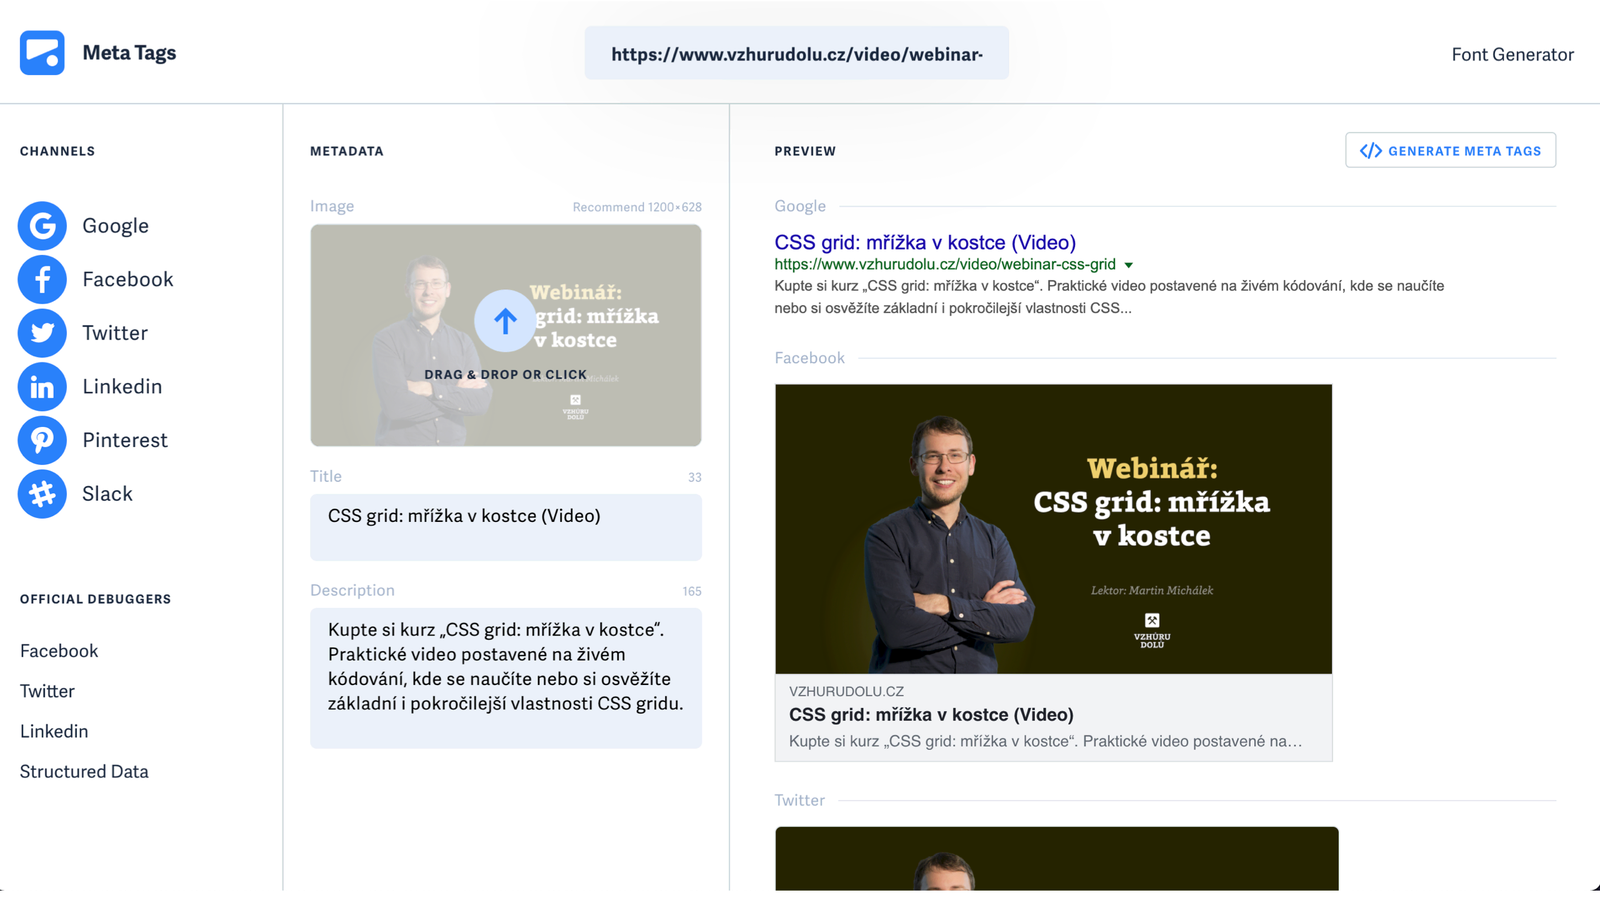 Meta Tags
https://www.vzhurudolu.cz/video/webinar-
Font Generator
CHANNELS
Google
Facebook
Twitter
Linkedin
Pinterest
Slack
OFFICIAL DEBUGGERS
Facebook
Twitter
Linkedin
Structured Data
METADATA
Image
Recommend 1200×628
Webinář:
grid: mřížka
v kostce
DRAG & DROP OR CLICK
Michálek
VZHŮRU
DOLŮ
Title
33
CSS grid: mřížka v kostce (Video)
Description
165
Kupte si kurz „CSS grid: mřížka v kostce“.
Praktické video postavené na živém
kódování, kde se naučíte nebo si osvěžíte
základní i pokročilejší vlastnosti CSS gridu.
PREVIEW
GENERATE META TAGS
Google
CSS grid: mřížka v kostce (Video)
https://www.vzhurudolu.cz/video/webinar-css-grid
Kupte si kurz „CSS grid: mřížka v kostce“. Praktické video postavené na živém kódování, kde se naučíte
nebo si osvěžíte základní i pokročilejší vlastnosti CSS...
Facebook
Webinář:
CSS grid: mřížka
v kostce
Lektor: Martin Michálek
VZHŮRU
DOLŮ
VZHURUDOLU.CZ
CSS grid: mřížka v kostce (Video)
Kupte si kurz „CSS grid: mřížka v kostce“. Praktické video postavené na…
Twitter